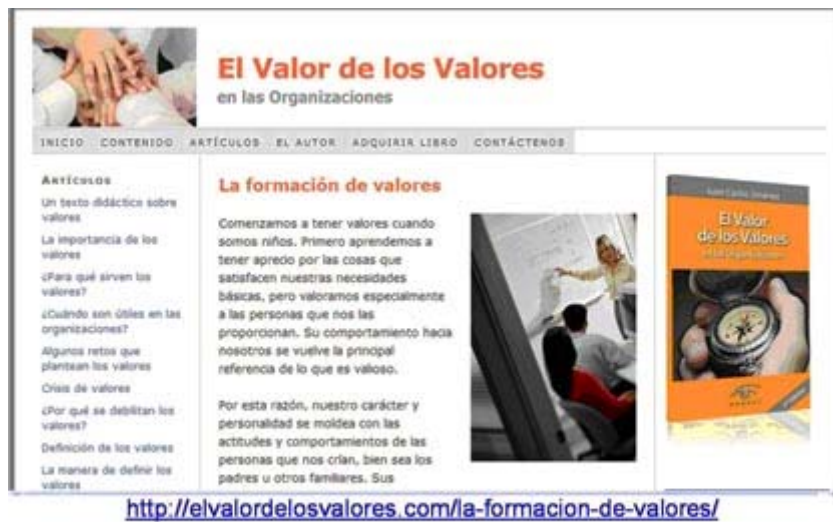 El Valor de los Valores
en las Organizaciones
INICIO CONTENIDO ARTÍCULOS EL AUTOR ADQUIRIR LIBRO CONTÁCTENOS
ARTÍCULOS
Un texto didáctico sobre
valores
La importancia de los
valores
¿Para qué sirven los
valores?
¿Cuándo son útiles en las
organizaciones?
Algunos retos que
plantean los valores
Crisis de valores
¿Por qué se debilitan los
valores?
Definición de los valores
La manera de definir los
valores
La formación de valores
Comenzamos a tener valores cuando
somos niños. Primero aprendemos a
tener aprecio por las cosas que
satisfacen nuestras necesidades
básicas, pero valoramos especialmente
a las personas que nos las
proporcionan. Su comportamiento hacia
nosotros se vuelve la principal
referencia de lo que es valioso.
Por esta razón, nuestro carácter y
personalidad se moldea con las
actitudes y comportamientos de las
personas que nos crían, bien sea los
padres u otros familiares. Sus
Juan Carlos Jiménez
El Valor
de los Valores
en las Organizaciones
http://elvalordelosvalores.com/la-formacion-de-valores/